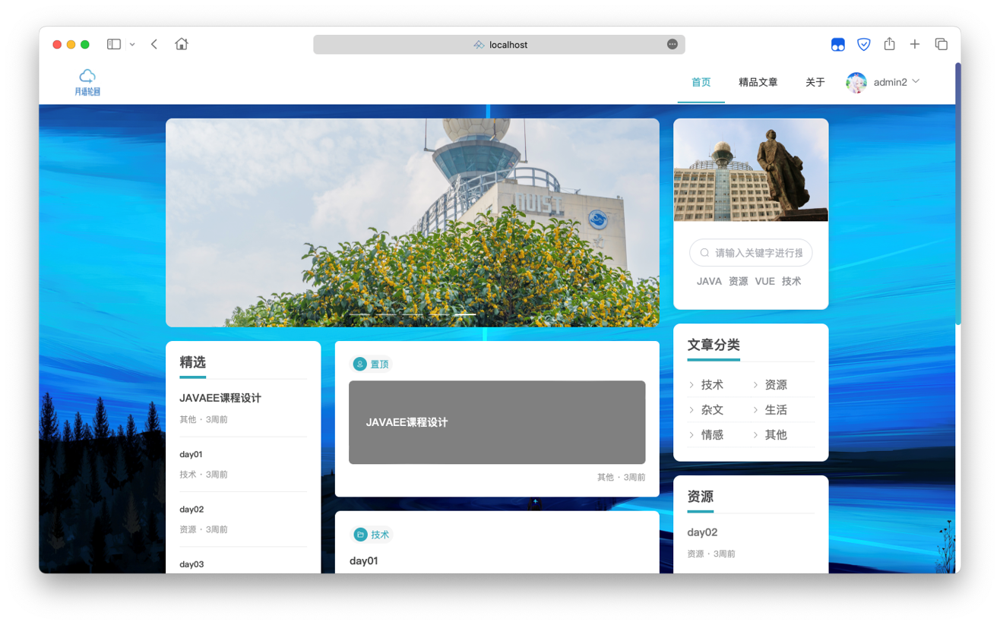 localhost
月语轮回
首页
精品文章
关于
admin2
NUIST
请输入关键字进行搜
JAVA 资源 VUE 技术
精选
JAVAEE课程设计
其他 · 3周前
day01
技术 · 3周前
day02
资源 · 3周前
day03
置顶
JAVAEE课程设计
其他 · 3周前
技术
day01
文章分类
技术
资源
杂文
生活
情感
其他
资源
day02
资源 · 3周前